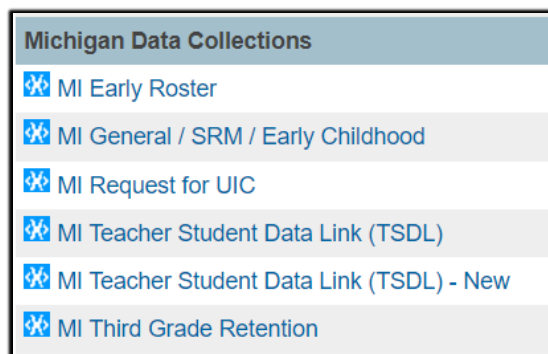 Michigan Data Collections
MI Early Roster
MI General / SRM / Early Childhood
MI Request for UIC
MI Teacher Student Data Link (TSDL)
MI Teacher Student Data Link (TSDL) - New
MI Third Grade Retention